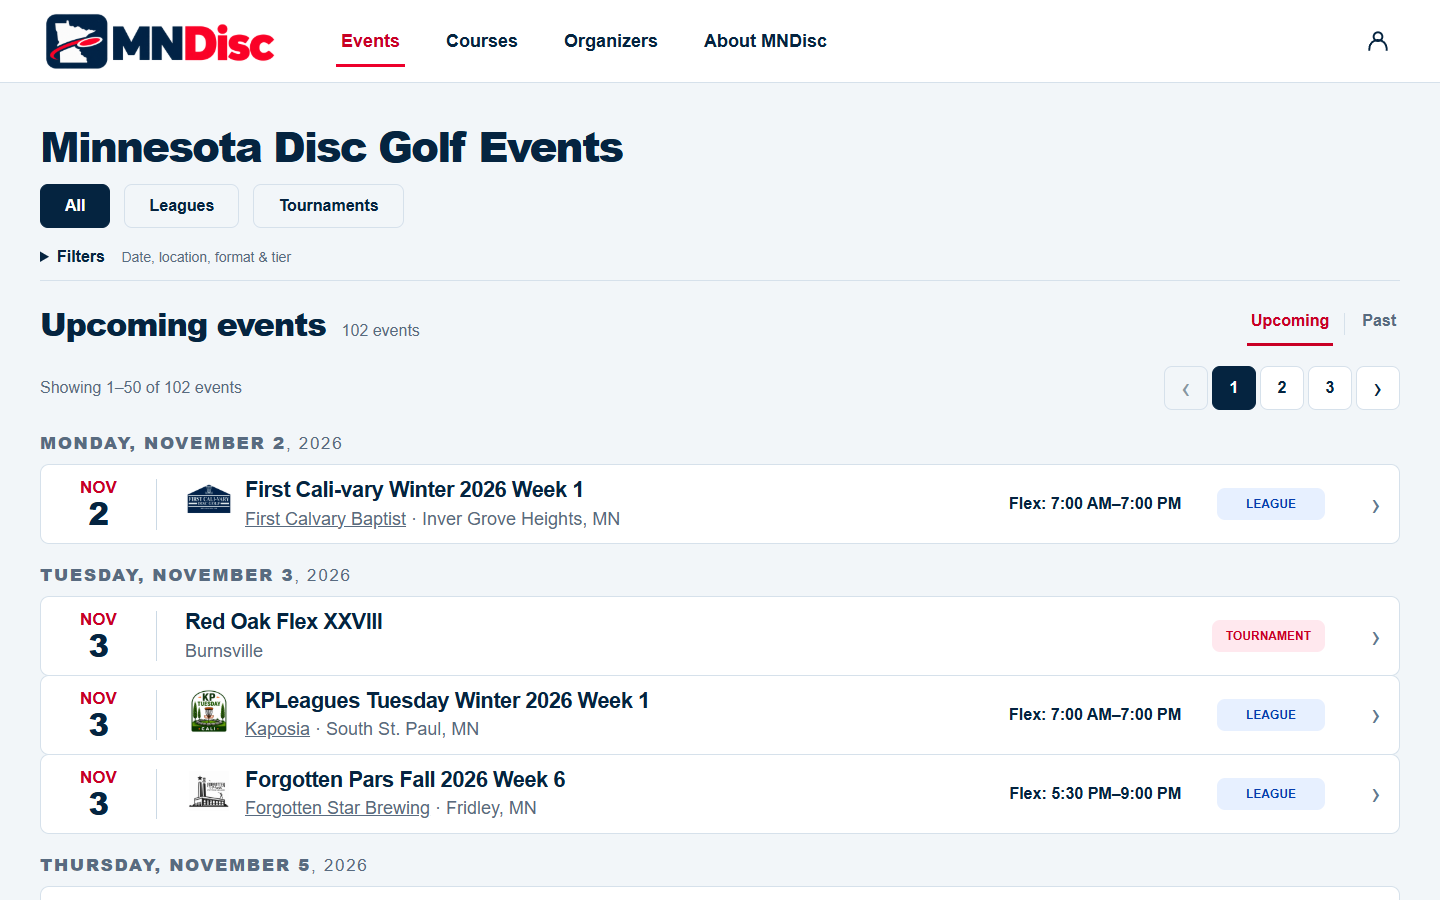 MNDisc
Events
Courses
Organizers
About MNDisc
Minnesota Disc Golf Events
All
Leagues
Tournaments
Filters
Date, location, format & tier
Upcoming events
102 events
Upcoming
Past
Showing 1–50 of 102 events
‹
1
2
3
›
MONDAY, NOVEMBER 2, 2026
NOV
2
FIRST CALI-VARY
First Cali-vary Winter 2026 Week 1
First Calvary Baptist · Inver Grove Heights, MN
Flex: 7:00 AM–7:00 PM
LEAGUE
›
TUESDAY, NOVEMBER 3, 2026
NOV
3
Red Oak Flex XXVIII
Burnsville
TOURNAMENT
›
NOV
3
KP
TUESDAY
CALI
KPLeagues Tuesday Winter 2026 Week 1
Kaposia · South St. Paul, MN
Flex: 7:00 AM–7:00 PM
LEAGUE
›
NOV
3
Forgotten Pars Fall 2026 Week 6
Forgotten Star Brewing · Fridley, MN
Flex: 5:30 PM–9:00 PM
LEAGUE
›
THURSDAY, NOVEMBER 5, 2026